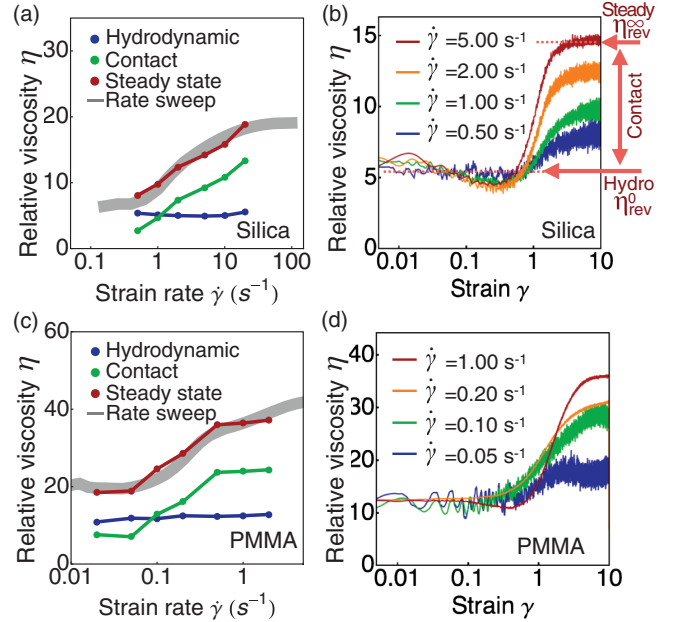 (a)
Relative viscosity η
30
20
10
0
Hydrodynamic
Contact
Steady state
Rate sweep
Silica
0.1
1
10
100
Strain rate γ̇ (s⁻¹)
(b)
Relative viscosity η
15
10
5
0
γ̇ =5.00 s⁻¹
γ̇ =2.00 s⁻¹
γ̇ =1.00 s⁻¹
γ̇ =0.50 s⁻¹
Silica
0.01
0.1
1
10
Strain γ
Steady
η∞rev
Contact
Hydro
η0rev
(c)
Relative viscosity η
60
40
20
0
Hydrodynamic
Contact
Steady state
Rate sweep
PMMA
0.01
0.1
1
Strain rate γ̇ (s⁻¹)
(d)
Relative viscosity η
40
30
20
10
0
γ̇ =1.00 s⁻¹
γ̇ =0.20 s⁻¹
γ̇ =0.10 s⁻¹
γ̇ =0.05 s⁻¹
PMMA
0.01
0.1
1
10
Strain γ